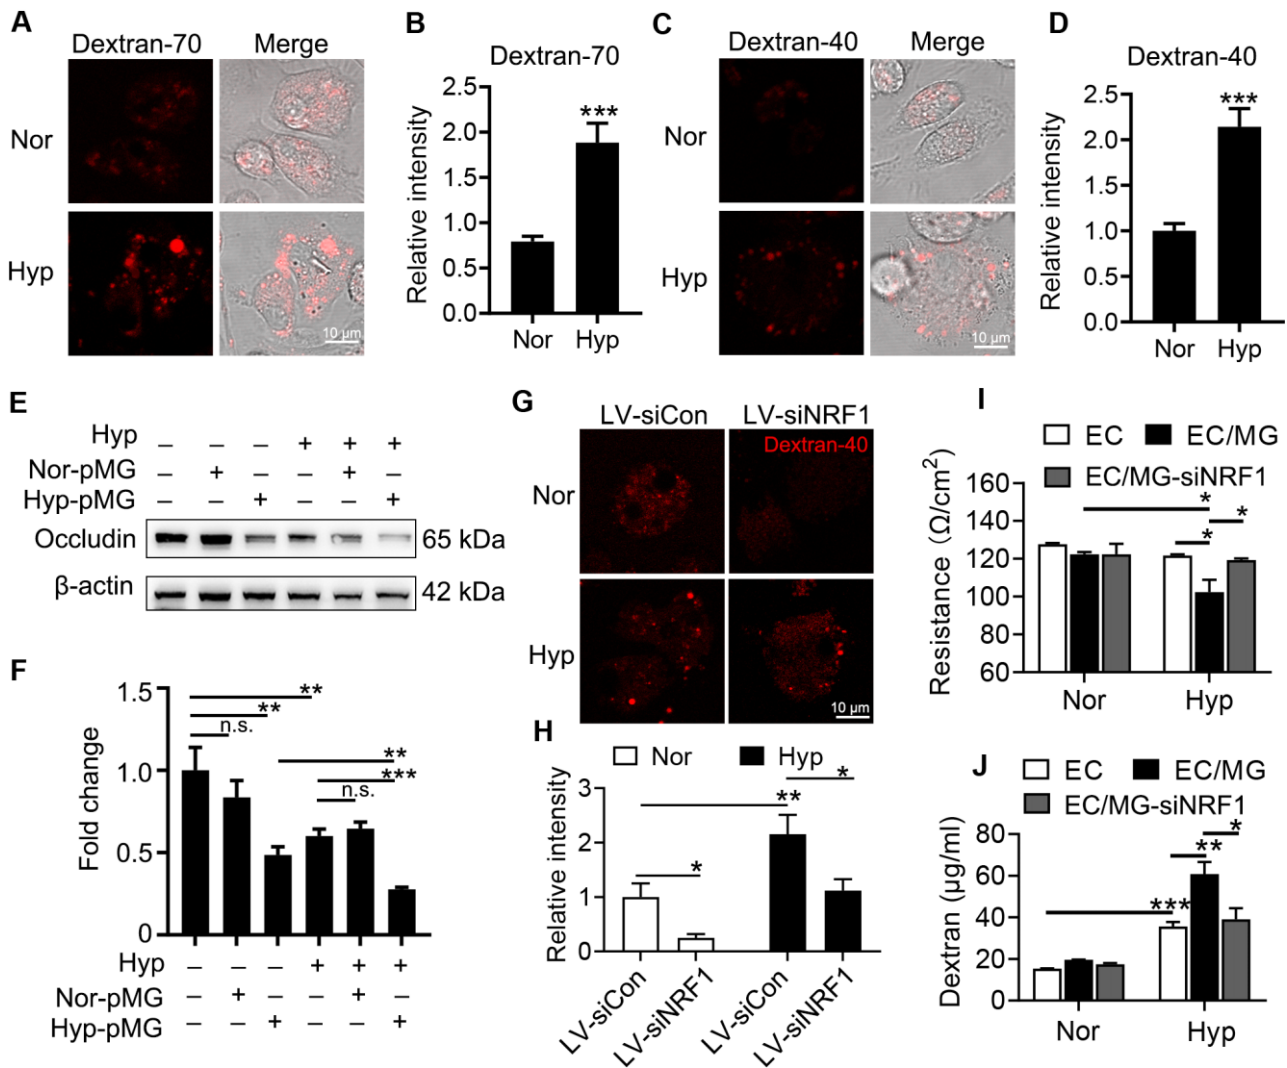 A
Dextran-70 Merge
Nor
Hyp
10 μm
B
Dextran-70
Relative intensity
2.5
2.0
1.5
1.0
0.5
0.0
***
Nor Hyp
C
Dextran-40 Merge
Nor
Hyp
10 μm
D
Dextran-40
Relative intensity
2.5
2.0
1.5
1.0
0.5
0.0
***
Nor Hyp
E
Hyp – – – + + +
Nor-pMG – + – – + –
Hyp-pMG – – + – – +
Occludin 65 kDa
β-actin 42 kDa
F
Fold change
1.5
1.0
0.5
0
**
**
n.s.
**
***
n.s.
Hyp – – – + + +
Nor-pMG – + – – + –
Hyp-pMG – – + – – +
G
LV-siCon LV-siNRF1
Dextran-40
Nor
Hyp
10 μm
H
Nor Hyp
Relative intensity
3
2
1
0
*
**
*
LV-siCon LV-siNRF1 LV-siCon LV-siNRF1
I
EC EC/MG
EC/MG-siNRF1
Resistance (Ω/cm²)
160
140
120
100
80
60
*
*
*
Nor Hyp
J
EC EC/MG
EC/MG-siNRF1
Dextran (μg/ml)
80
60
40
20
0
***
**
*
Nor Hyp